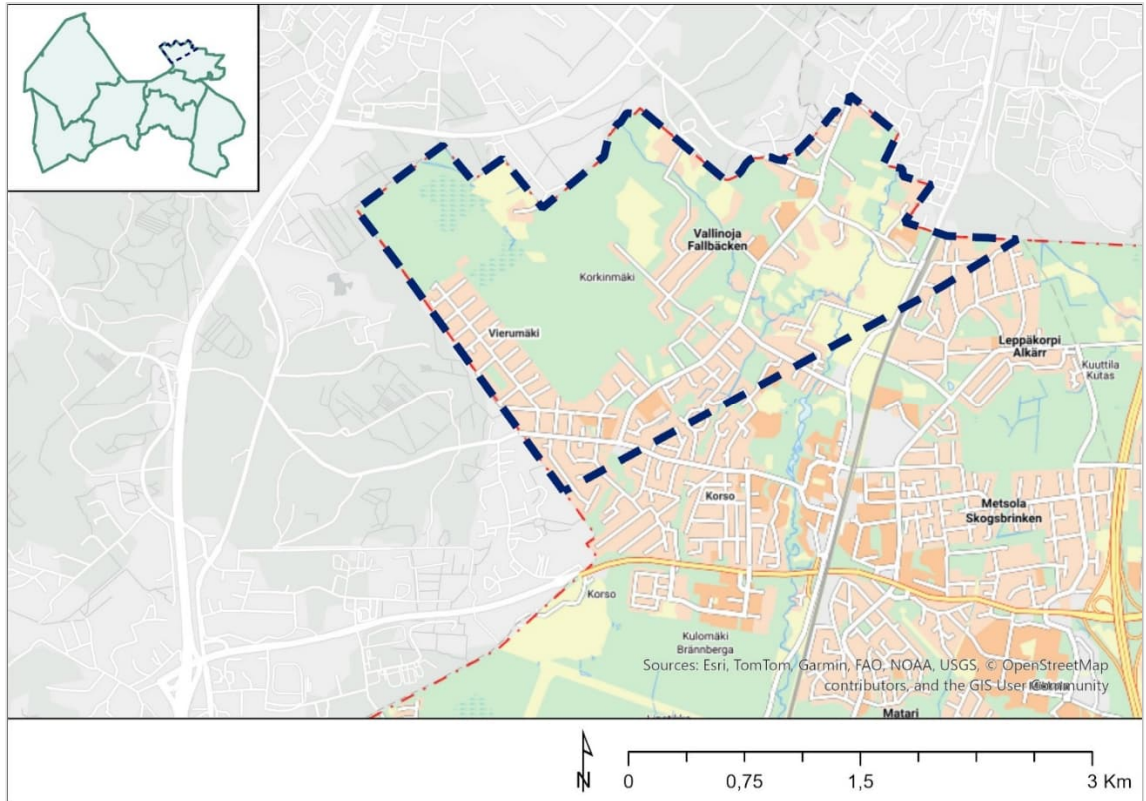 Vallinoja
Fallbäcken
Korkinmäki
Vierumäki
Leppäkorpi
Alkärr
Kuuttila
Kutas
Korso
Metsola
Skogsbrinken
Korso
Kulomäki
Brännberga
Sources: Esri, TomTom, Garmin, FAO, NOAA, USGS, © OpenStreetMap
contributors, and the GIS User Community
Matari
N
0 0,75 1,5 3 Km